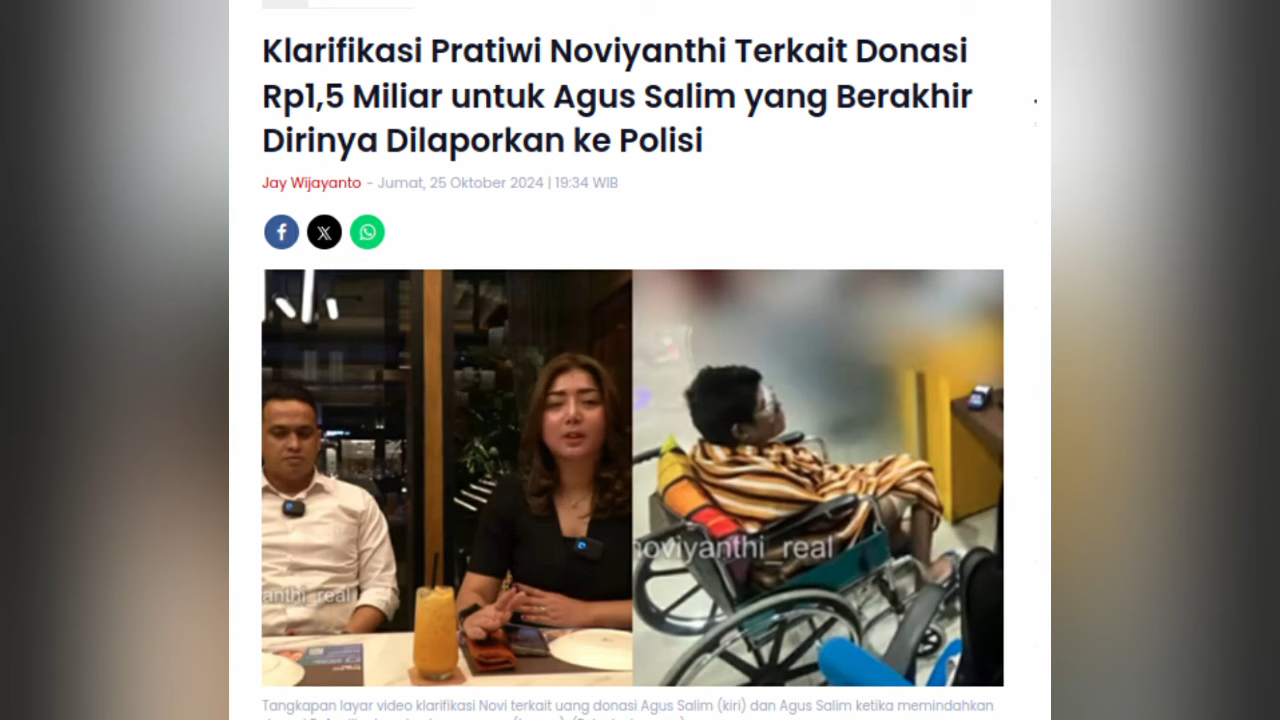 Klarifikasi Pratiwi Noviyanthi Terkait Donasi
Rp1,5 Miliar untuk Agus Salim yang Berakhir
Dirinya Dilaporkan ke Polisi
Jay Wijayanto - Jumat, 25 Oktober 2024 | 19:34 WIB
anthi_real
noviyanthi_real
Tangkapan layar video klarifikasi Novi terkait uang donasi Agus Salim (kiri) dan Agus Salim ketika memindahkan